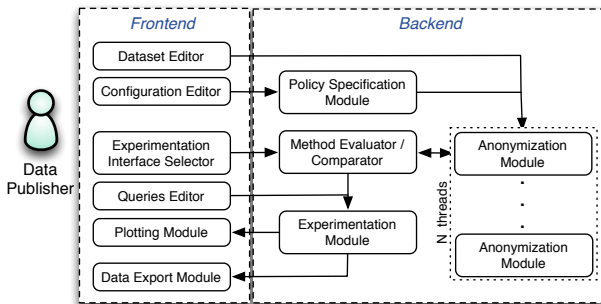 Frontend
Backend
Dataset Editor
Configuration Editor
Policy Specification
Module
Experimentation
Interface Selector
Method Evaluator /
Comparator
Anonymization
Module
Data
Publisher
Queries Editor
N threads
Plotting Module
Experimentation
Module
Anonymization
Module
Data Export Module